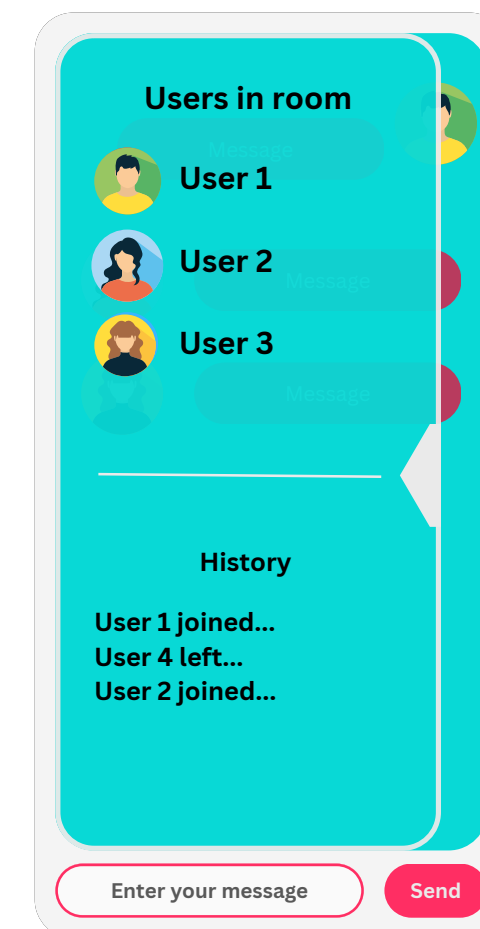 Users in room
Message
User 1
User 2
Message
User 3
Message
History
User 1 joined...
User 4 left...
User 2 joined...
Enter your message
Send